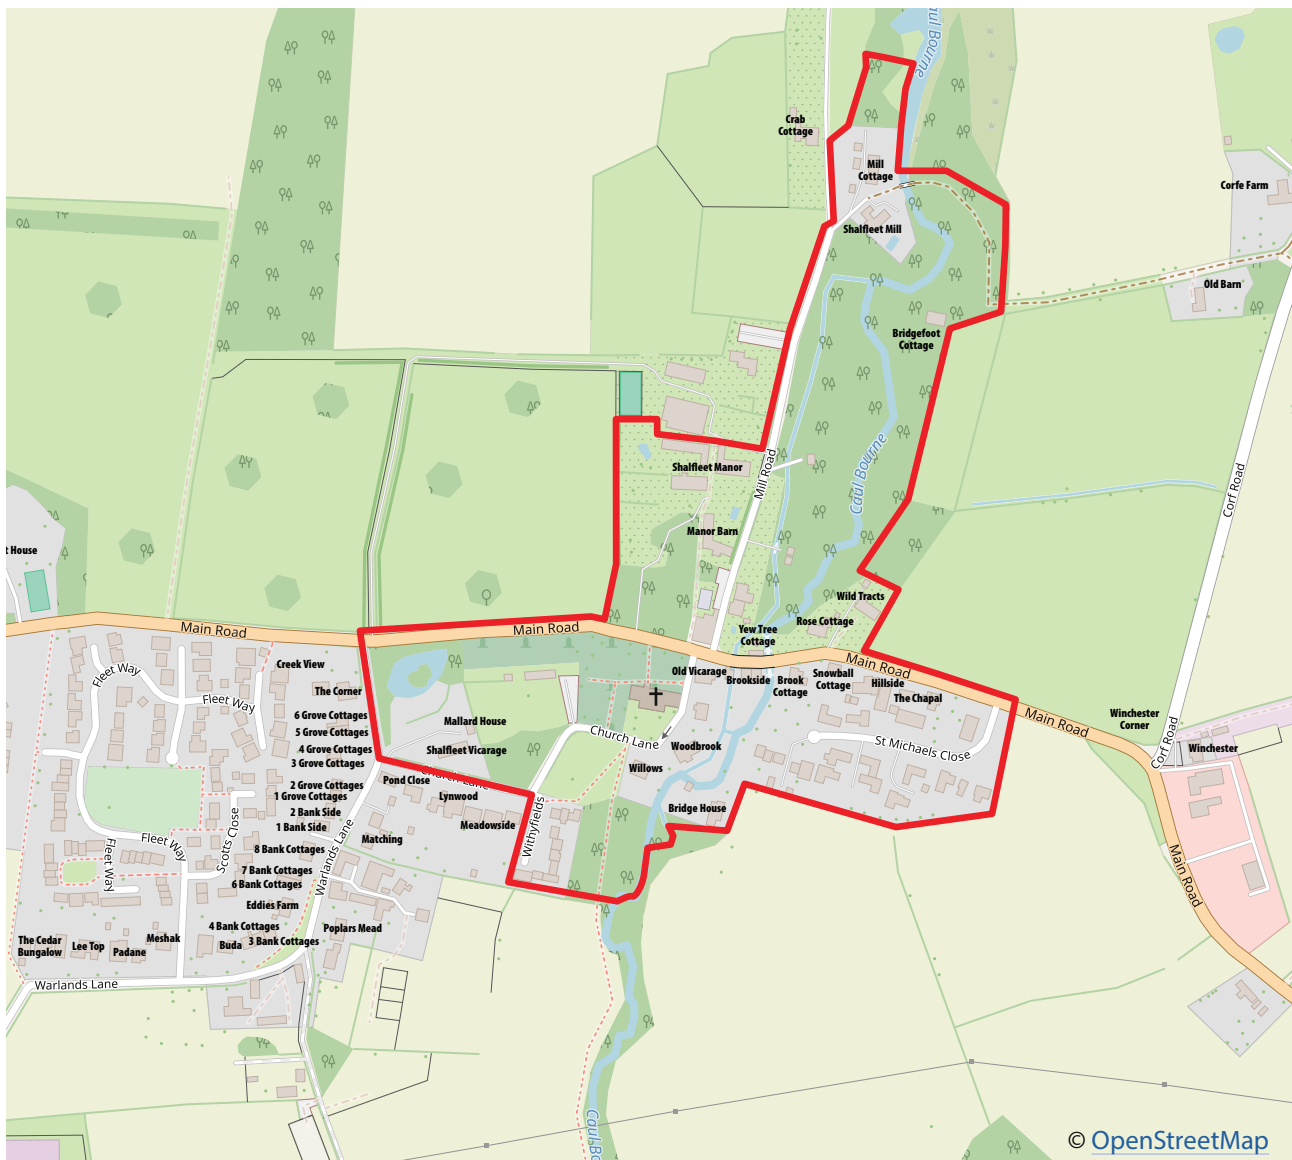 aul Bourne
Crab
Cottage
Mill
Cottage
Corfe Farm
Shalfleet Mill
Old Barn
Bridgefoot
Cottage
Shalfleet Manor
Mill Road
Caul Bourne
Corf Road
Manor Barn
t House
Wild Tracts
Rose Cottage
Main Road
Main Road
Yew Tree
Cottage
Main Road
Creek View
Old Vicarage
Brookside
Brook
Cottage
Snowball
Cottage
Hillside
The Chapal
Fleet Way
Fleet Way
The Corner
6 Grove Cottages
5 Grove Cottages
4 Grove Cottages
3 Grove Cottages
Mallard House
Shalfleet Vicarage
Church Lane
Woodbrook
St Michaels Close
Main Road
Winchester
Corner
Corf Road
Winchester
Willows
Church Lane
Pond Close
Lynwood
Meadowside
Bridge House
2 Grove Cottages
1 Grove Cottages
2 Bank Side
1 Bank Side
Matching
Withyfields
Scotts Close
Fleet Way
Fleet Way
Warlands Lane
8 Bank Cottages
7 Bank Cottages
6 Bank Cottages
Eddies Farm
4 Bank Cottages
3 Bank Cottages
Poplars Mead
Main Road
The Cedar
Bungalow
Lee Top
Padane
Meshak
Buda
Warlands Lane
Caul Bo
© OpenStreetMap